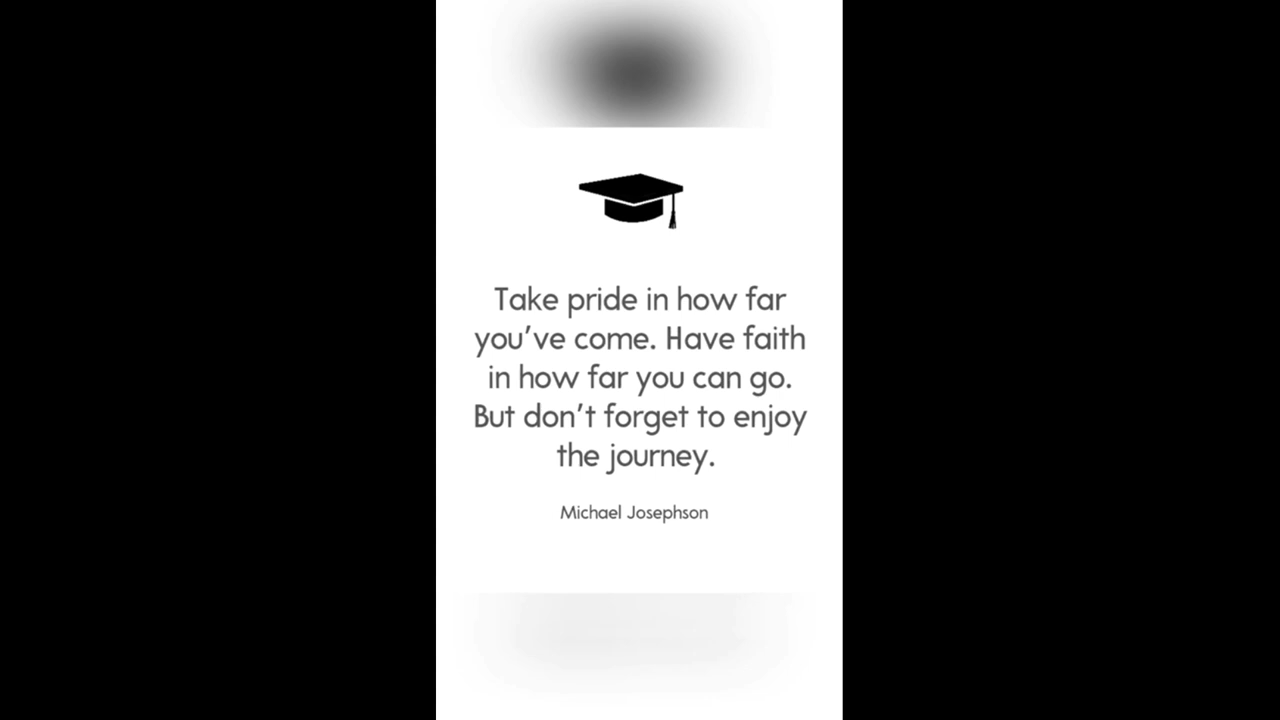 Take pride in how far
you’ve come. Have faith
in how far you can go.
But don’t forget to enjoy
the journey.
Michael Josephson